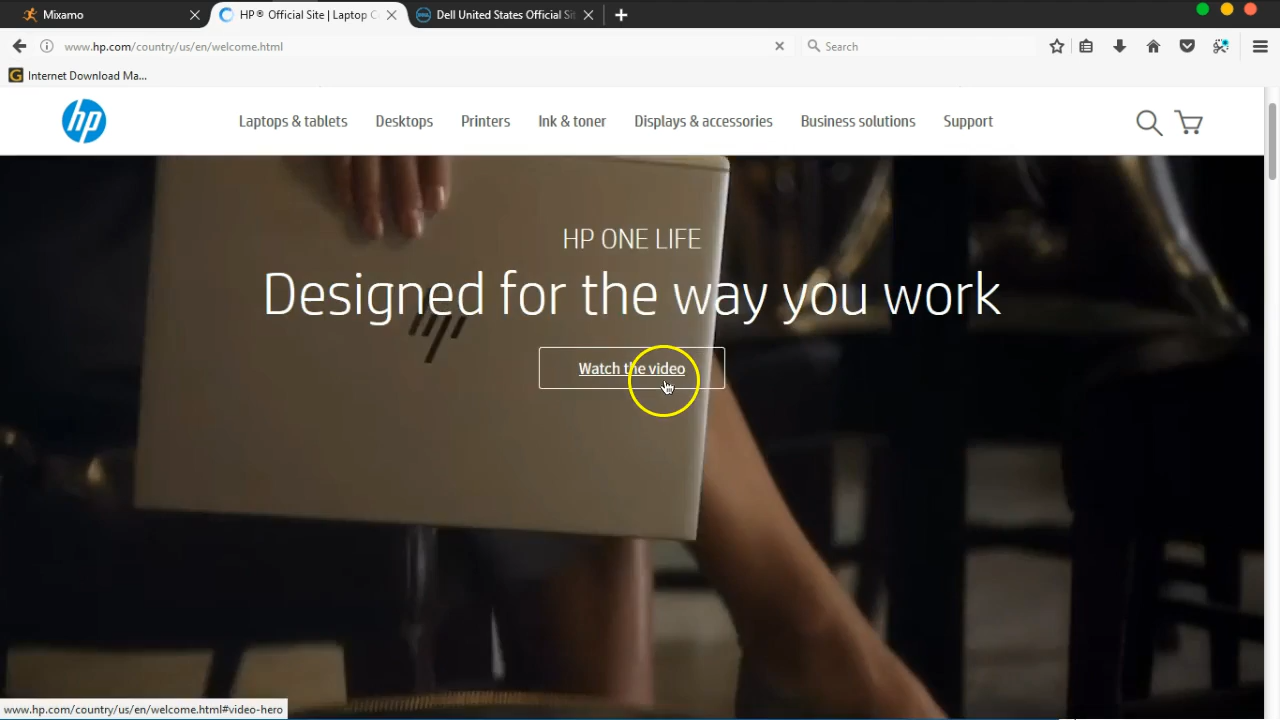 Mixamo
HP® Official Site | Laptop C
Dell United States Official Sit
www.hp.com/country/us/en/welcome.html
Search
Internet Download Ma...
hp
Laptops & tablets
Desktops
Printers
Ink & toner
Displays & accessories
Business solutions
Support
HP ONE LIFE
Designed for the way you work
hp
Watch the video
www.hp.com/country/us/en/welcome.html#video-hero